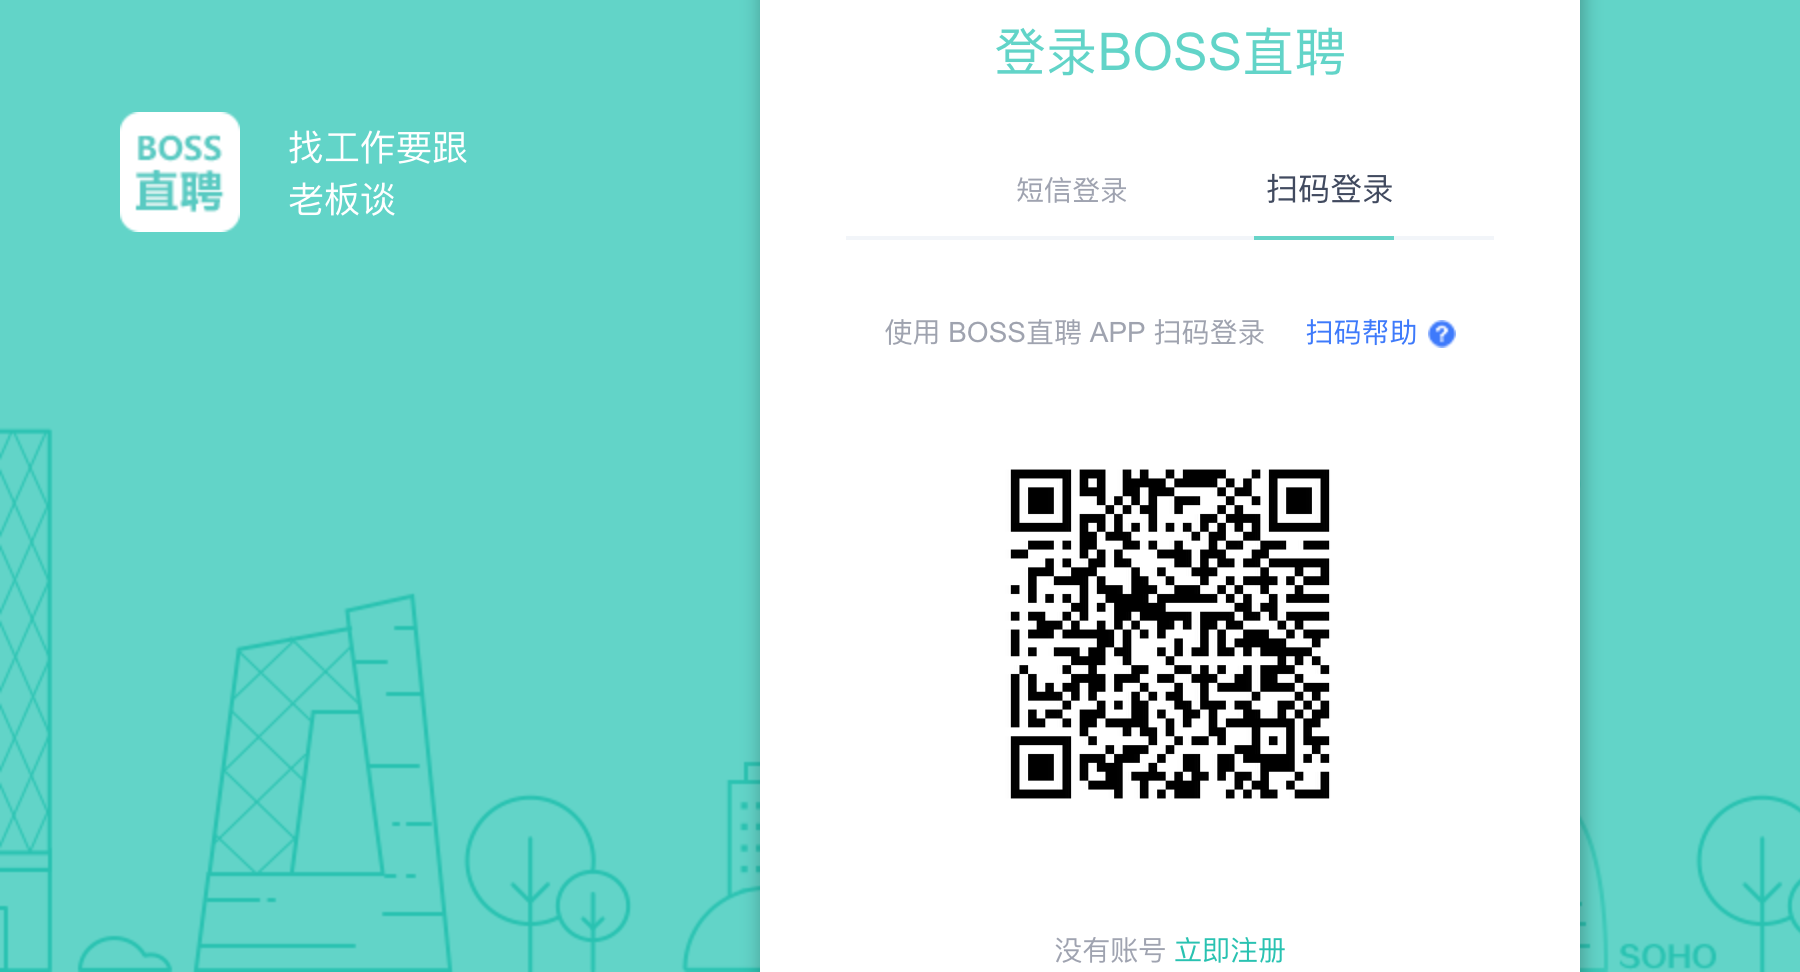 BOSS
直聘
找工作要跟
老板谈
登录BOSS直聘
短信登录
扫码登录
使用 BOSS直聘 APP 扫码登录
扫码帮助 ?
没有账号 立即注册
SOHO